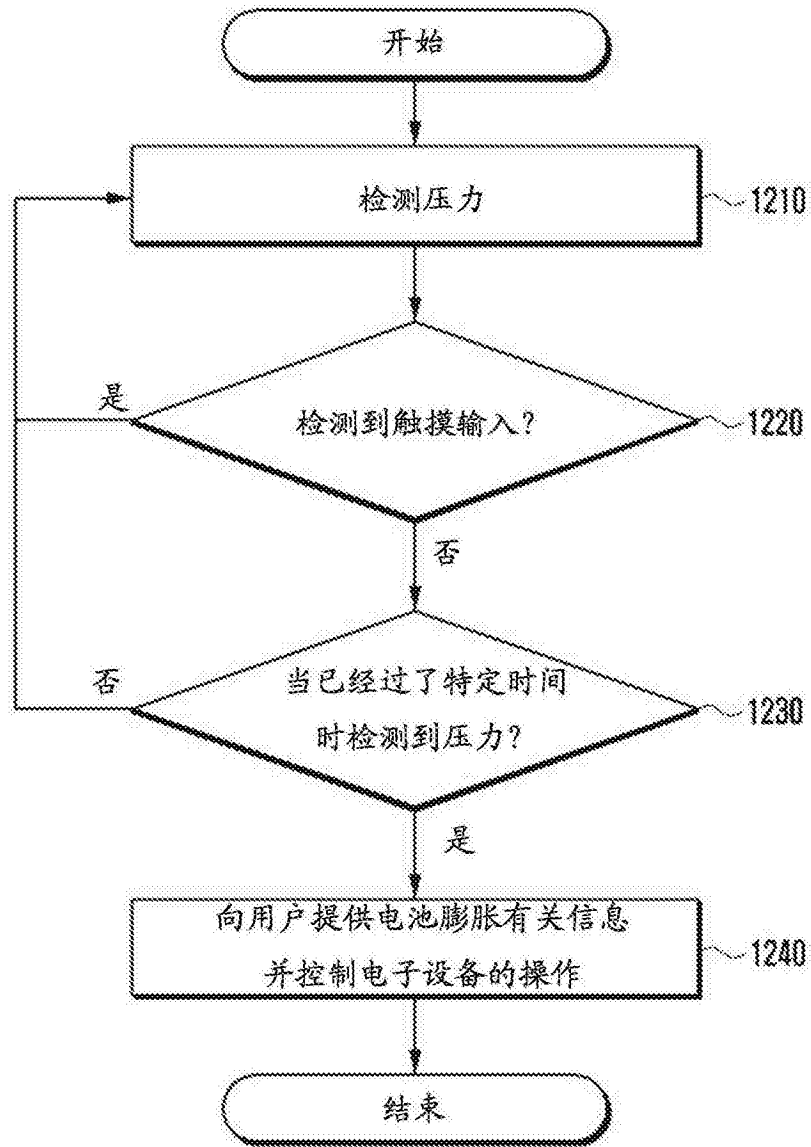 开始
检测压力
1210
是
检测到触摸输入?
1220
否
否
当已经过了特定时间
时检测到压力?
1230
是
向用户提供电池膨胀有关信息
并控制电子设备的操作
1240
结束